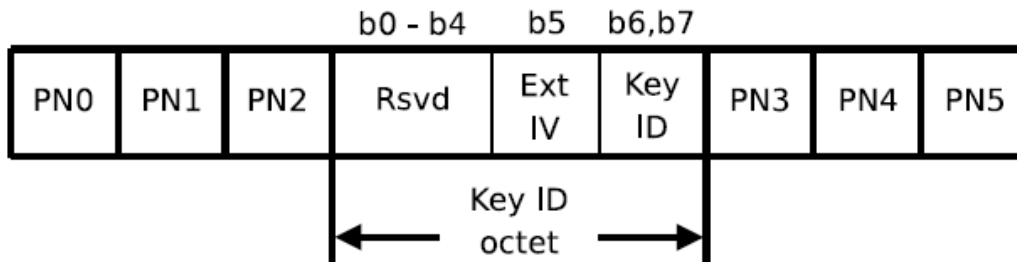 b0 - b4 b5 b6,b7
PN0 PN1 PN2 Rsvd Ext IV Key ID PN3 PN4 PN5
Key ID
octet